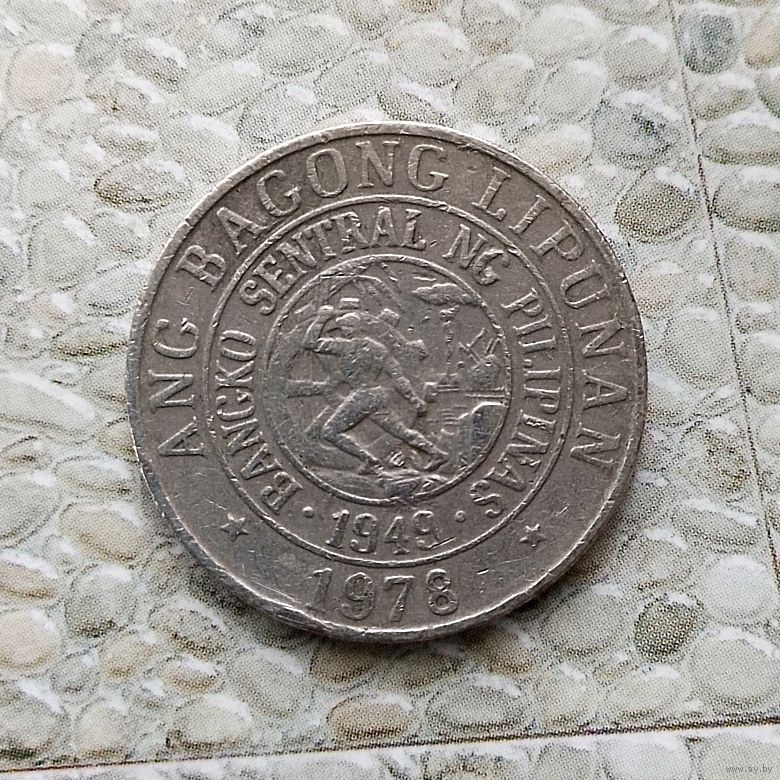 ANG BAGONG LIPUNAN
BANGKO SENTRAL NG PILIPINAS
· 1949 ·
1978
www.ay.by